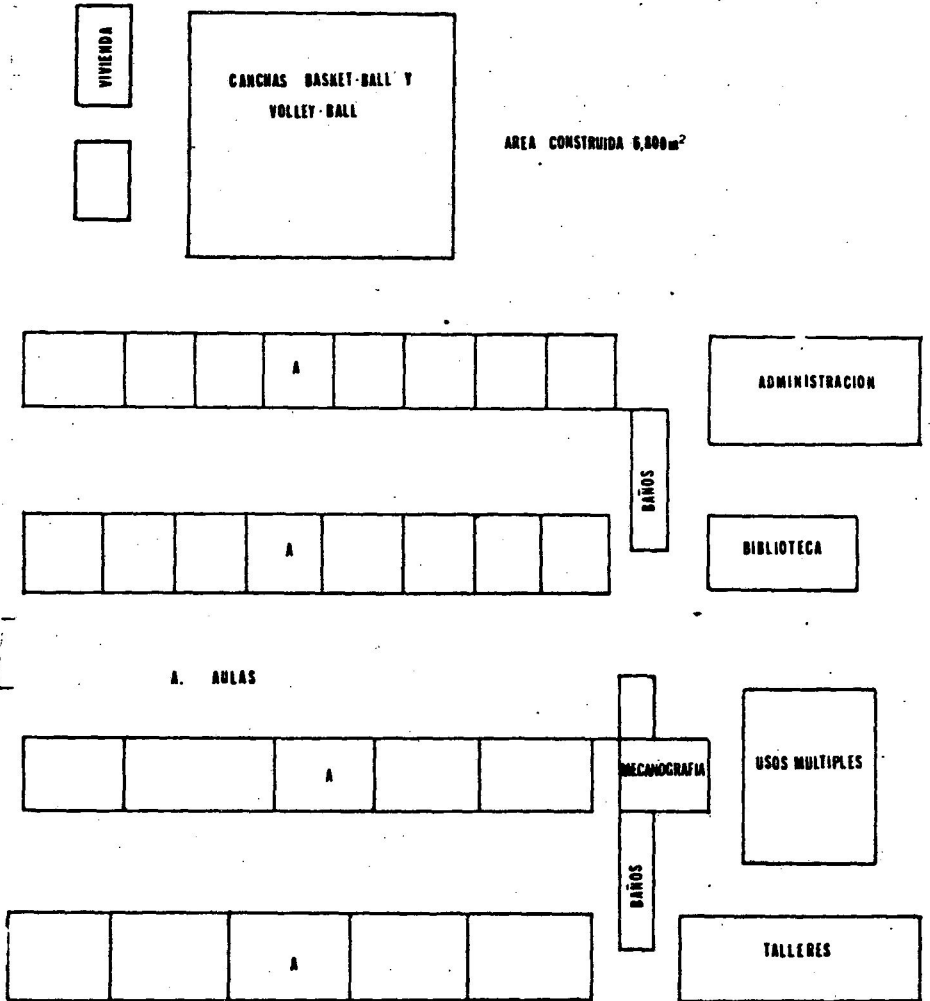 VIVIENDA
CANCHAS BASKET-BALL Y
VOLLEY-BALL
AREA CONSTRUIDA 6,800m²
A
ADMINISTRACION
BAÑOS
A
BIBLIOTECA
A. AULAS
A
MECANOGRAFIA
USOS MULTIPLES
BAÑOS
A
TALLERES